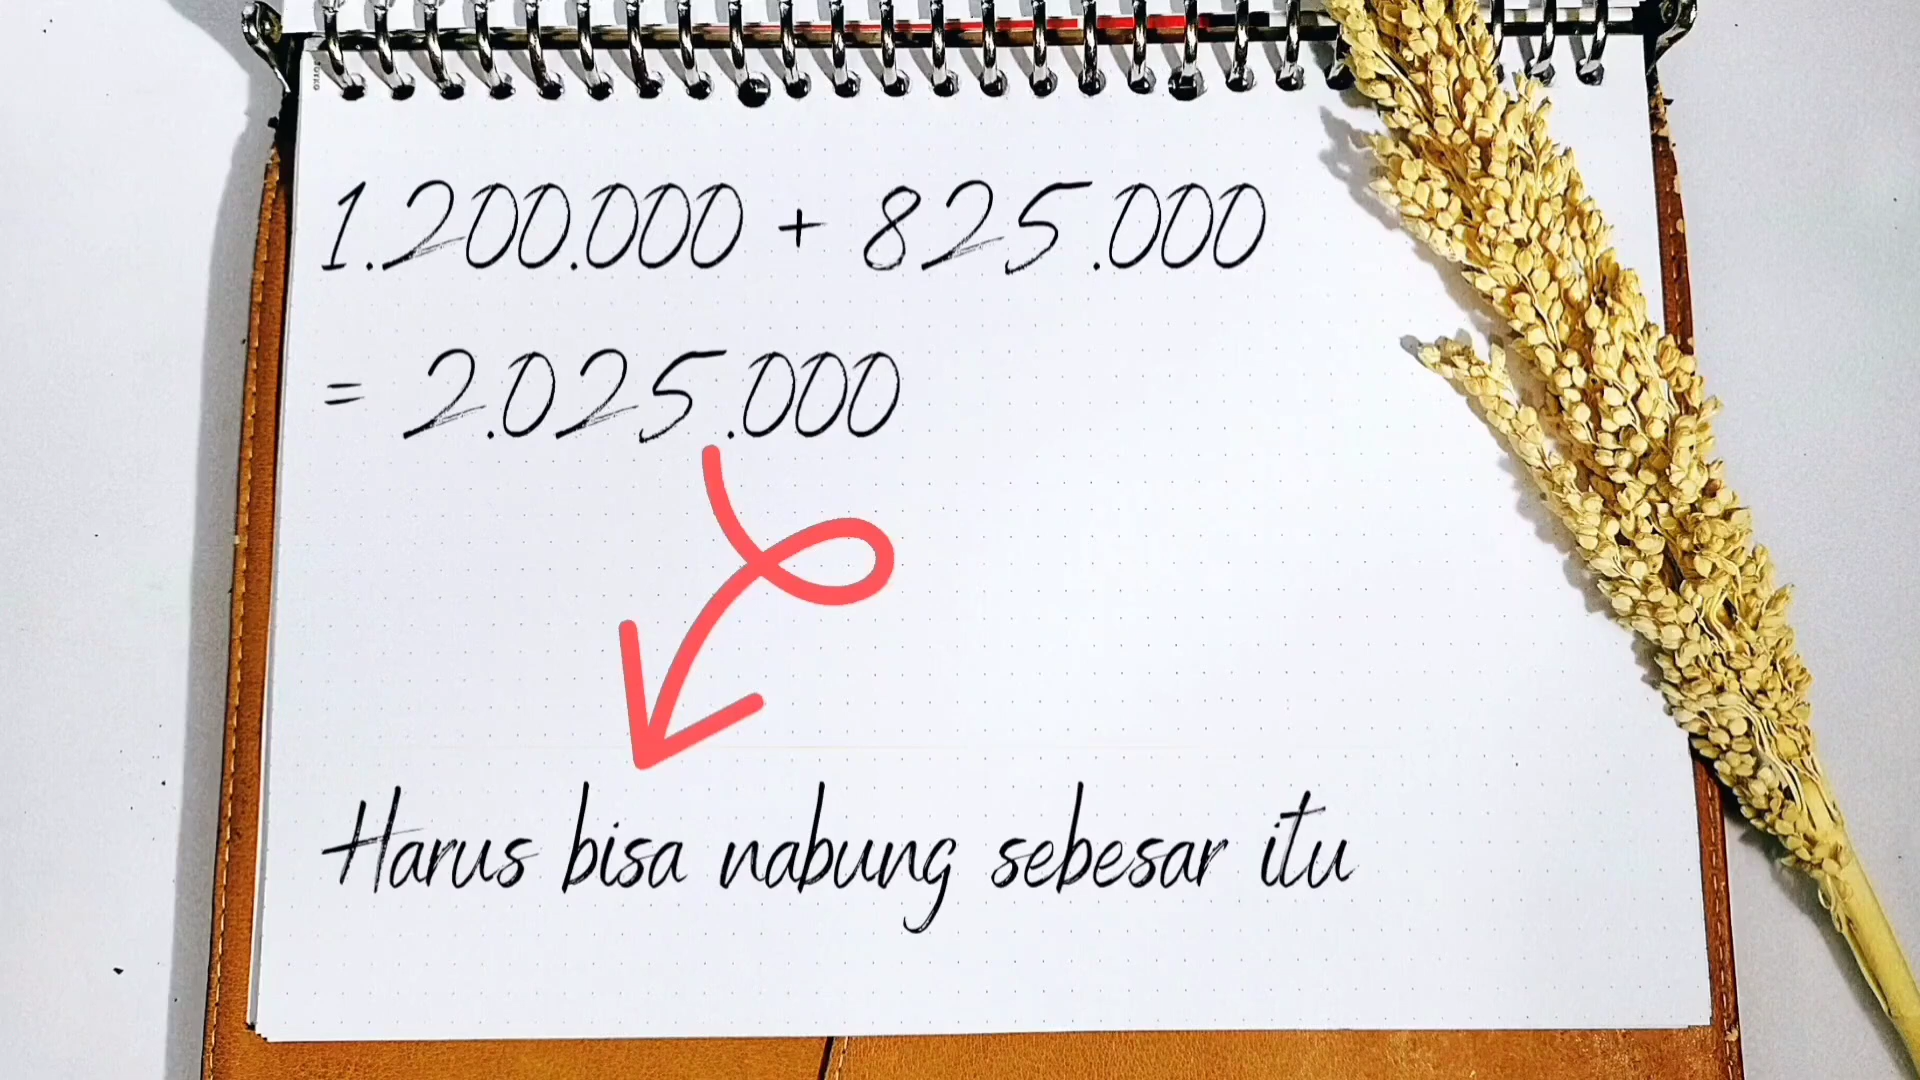 1.200.000 + 825.000
= 2.025.000
Harus bisa nabung sebesar itu